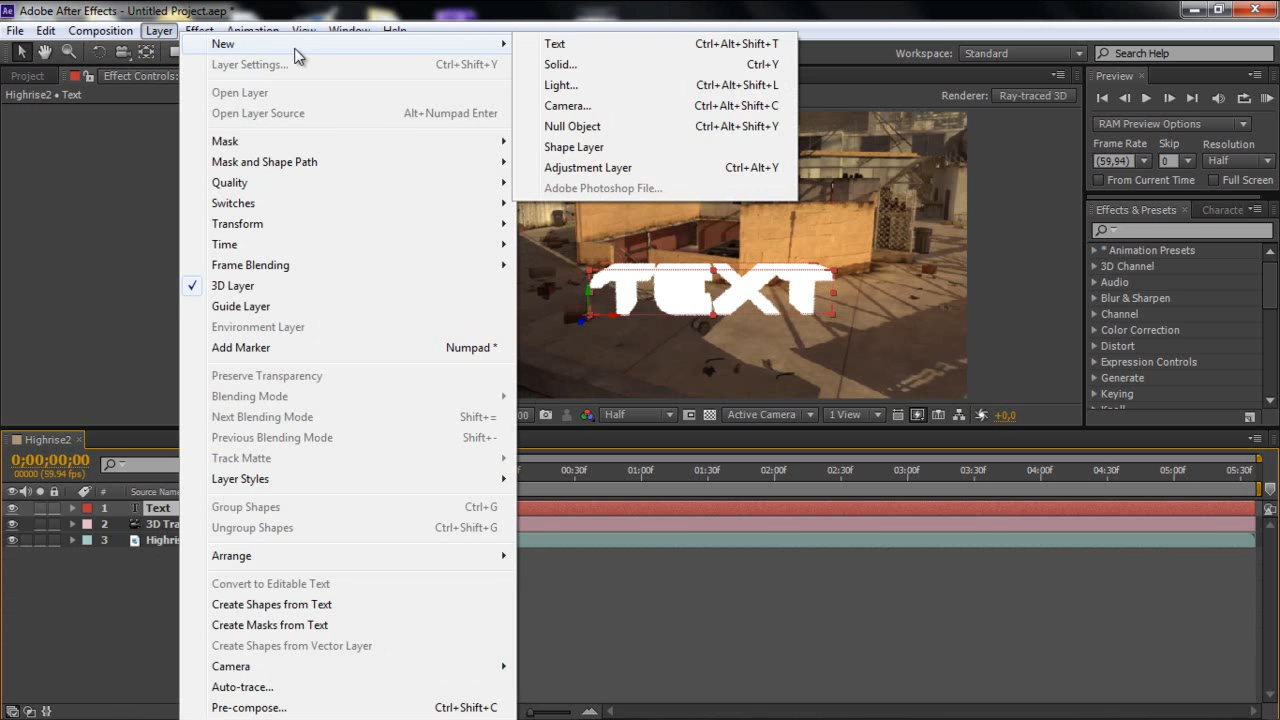 Adobe After Effects - Untitled Project.aep *
File Edit Composition Layer Effect Animation View Window Help
Workspace: Standard Search Help
Project Effect Controls: Preview
Highrise2 • Text
Renderer: Ray-traced 3D
New
Layer Settings... Ctrl+Shift+Y
Open Layer
Open Layer Source Alt+Numpad Enter
Mask
Mask and Shape Path
Quality
Switches
Transform
Time
Frame Blending
3D Layer
Guide Layer
Environment Layer
Add Marker Numpad *
Preserve Transparency
Blending Mode
Next Blending Mode Shift+=
Previous Blending Mode Shift+-
Track Matte
Layer Styles
Group Shapes Ctrl+G
Ungroup Shapes Ctrl+Shift+G
Arrange
Convert to Editable Text
Create Shapes from Text
Create Masks from Text
Create Shapes from Vector Layer
Camera
Auto-trace...
Pre-compose... Ctrl+Shift+C
Text Ctrl+Alt+Shift+T
Solid... Ctrl+Y
Light... Ctrl+Alt+Shift+L
Camera... Ctrl+Alt+Shift+C
Null Object Ctrl+Alt+Shift+Y
Shape Layer
Adjustment Layer Ctrl+Alt+Y
Adobe Photoshop File...
TEXT
RAM Preview Options
Frame Rate Skip Resolution
(59,94) 0 Half
From Current Time Full Screen
Effects & Presets Characte
* Animation Presets
3D Channel
Audio
Blur & Sharpen
Channel
Color Correction
Distort
Expression Controls
Generate
Keying
00 Half Active Camera 1 View +0,0
Highrise2
0;00;00;00
00000 (59.94 fps)
00:30f 01:00f 01:30f 02:00f 02:30f 03:00f 03:30f 04:00f 04:30f 05:00f 05:30f
# Source Name
1 T Text
2 3D Tra
3 Highris